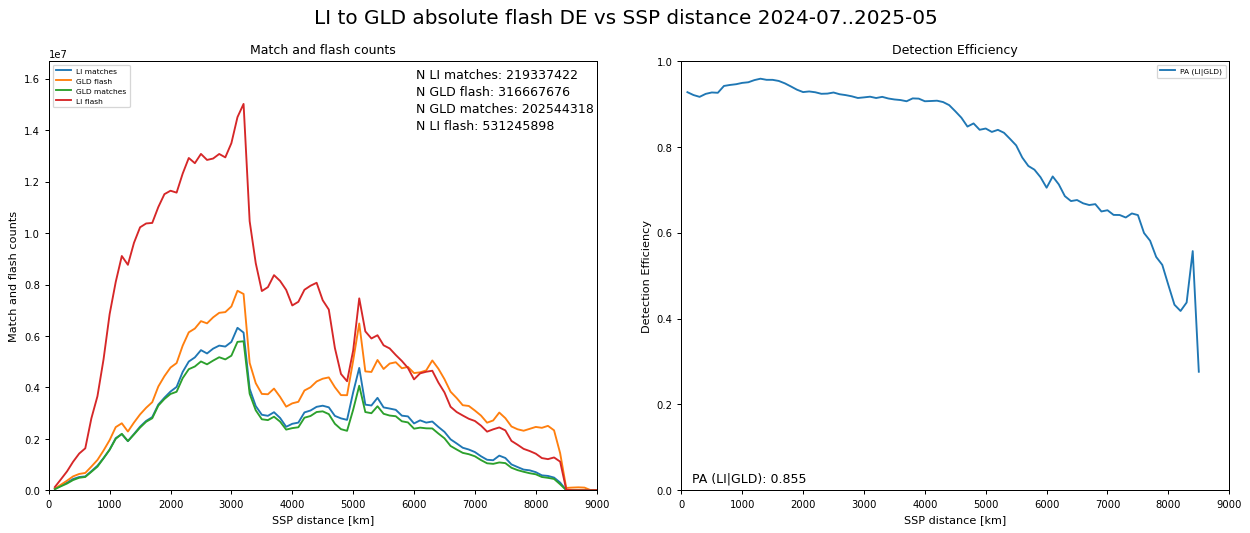 LI to GLD absolute flash DE vs SSP distance 2024-07..2025-05
Match and flash counts
1e7
1.6
1.4
1.2
1.0
0.8
0.6
0.4
0.2
0.0
Match and flash counts
LI matches
GLD flash
GLD matches
LI flash
N LI matches: 219337422
N GLD flash: 316667676
N GLD matches: 202544318
N LI flash: 531245898
0 1000 2000 3000 4000 5000 6000 7000 8000 9000
SSP distance [km]
Detection Efficiency
1.0
0.8
0.6
0.4
0.2
0.0
Detection Efficiency
PA (LI|GLD)
PA (LI|GLD): 0.855
0 1000 2000 3000 4000 5000 6000 7000 8000 9000
SSP distance [km]